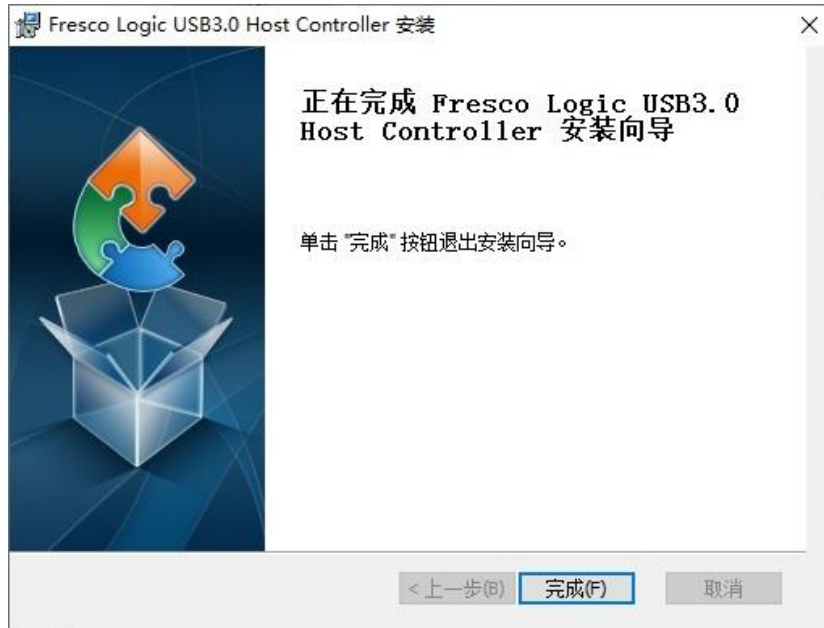 Fresco Logic USB3.0 Host Controller 安装
正在完成 Fresco Logic USB3.0
Host Controller 安装向导
单击 "完成" 按钮退出安装向导。
< 上一步(B)
完成(F)
取消